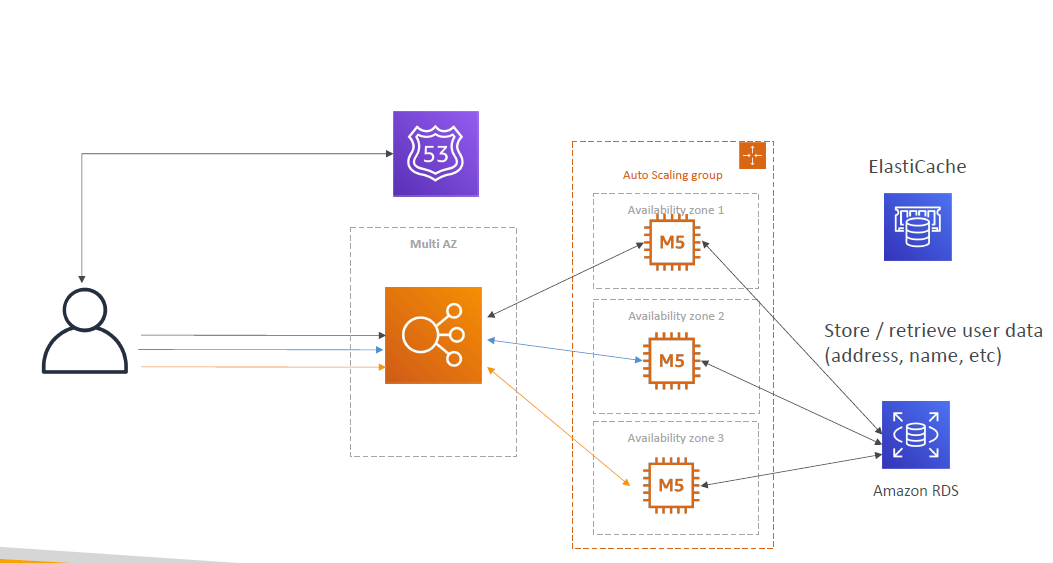 53
Auto Scaling group
ElastiCache
Availability zone 1
M5
Multi AZ
Availability zone 2
M5
Store / retrieve user data
(address, name, etc)
Availability zone 3
M5
Amazon RDS